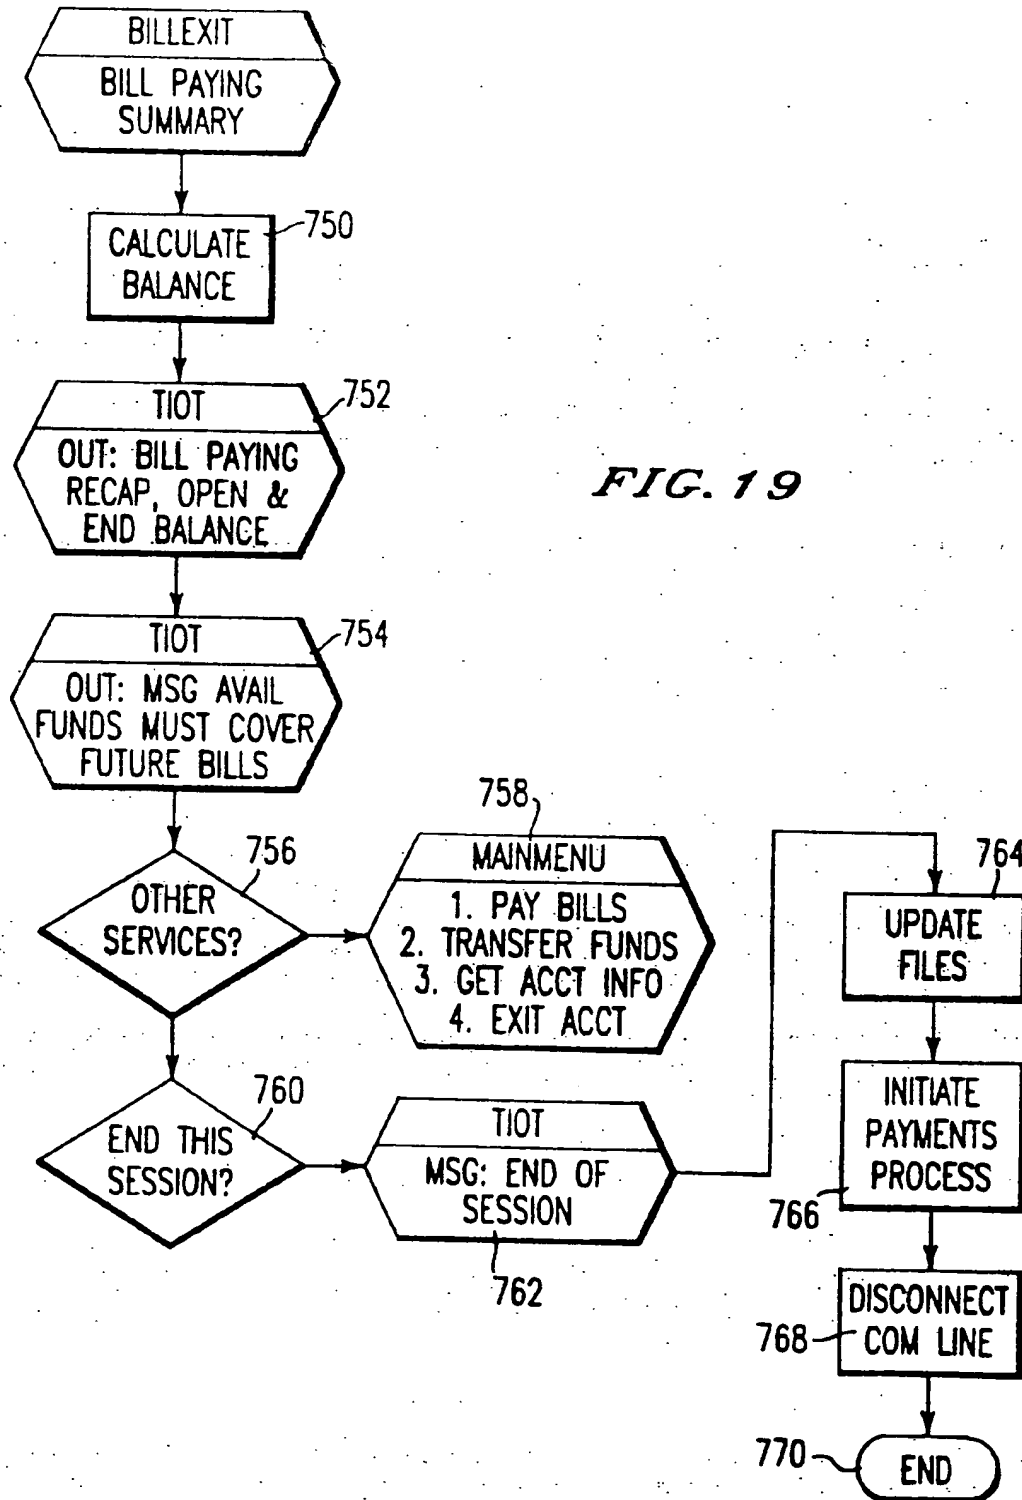 BILLEXIT
BILL PAYING
SUMMARY
750
CALCULATE
BALANCE
752
TIOT
OUT: BILL PAYING
RECAP, OPEN &
END BALANCE
FIG. 19
754
TIOT
OUT: MSG AVAIL
FUNDS MUST COVER
FUTURE BILLS
756
OTHER
SERVICES?
758
MAINMENU
1. PAY BILLS
2. TRANSFER FUNDS
3. GET ACCT INFO
4. EXIT ACCT
760
END THIS
SESSION?
TIOT
MSG: END OF
SESSION
762
764
UPDATE
FILES
INITIATE
PAYMENTS
PROCESS
766
DISCONNECT
COM LINE
768
770
END